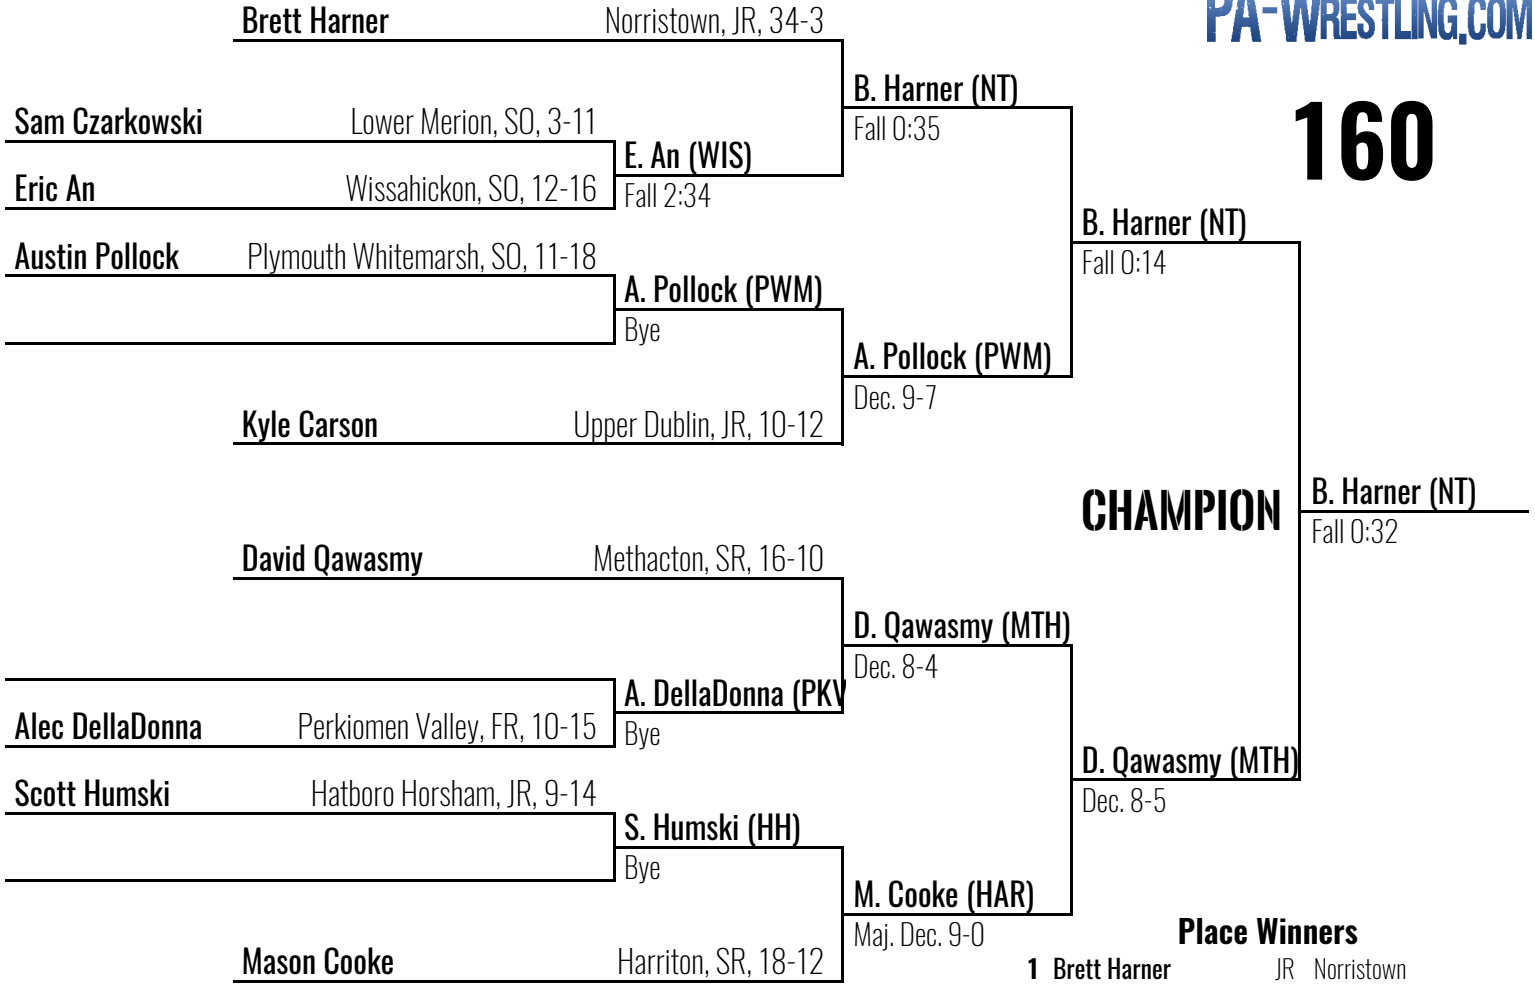 Brett Harner Norristown, JR, 34-3
PA-WRESTLING.COM
B. Harner (NT)
Fall 0:35
160
Sam Czarkowski Lower Merion, SO, 3-11
E. An (WIS)
Fall 2:34
Eric An Wissahickon, SO, 12-16
B. Harner (NT)
Fall 0:14
Austin Pollock Plymouth Whitemarsh, SO, 11-18
A. Pollock (PWM)
Bye
A. Pollock (PWM)
Dec. 9-7
Kyle Carson Upper Dublin, JR, 10-12
CHAMPION
B. Harner (NT)
Fall 0:32
David Qawasmy Methacton, SR, 16-10
D. Qawasmy (MTH)
Dec. 8-4
A. DellaDonna (PKV
Bye
Alec DellaDonna Perkiomen Valley, FR, 10-15
D. Qawasmy (MTH)
Dec. 8-5
Scott Humski Hatboro Horsham, JR, 9-14
S. Humski (HH)
Bye
M. Cooke (HAR)
Maj. Dec. 9-0
Mason Cooke Harriton, SR, 18-12
Place Winners
1 Brett Harner JR Norristown